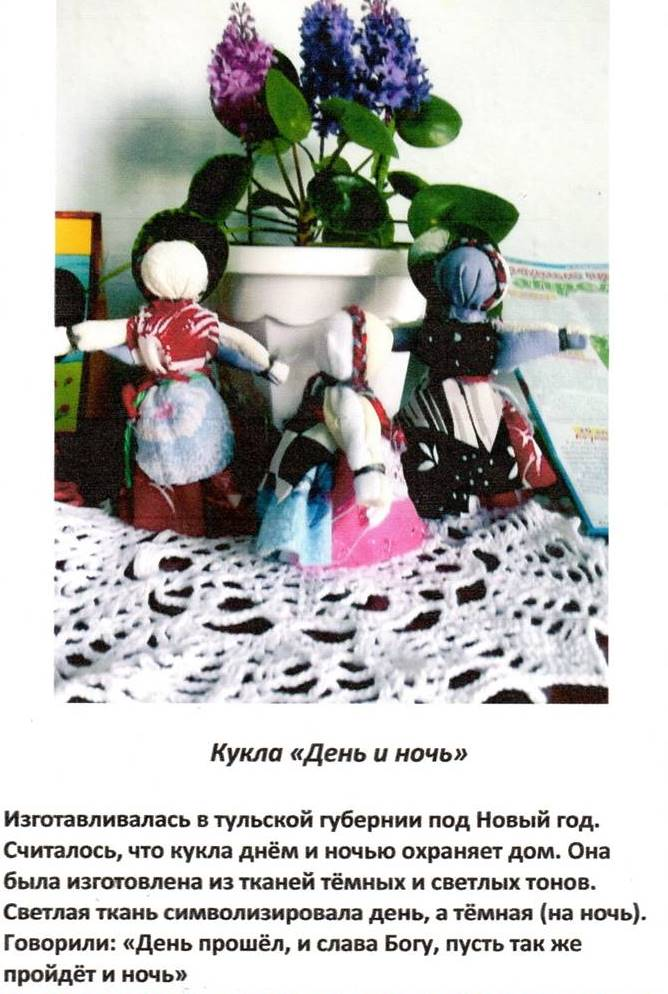 Кукла «День и ночь»
Изготавливалась в тульской губернии под Новый год.
Считалось, что кукла днём и ночью охраняет дом. Она
была изготовлена из тканей тёмных и светлых тонов.
Светлая ткань символизировала день, а тёмная (на ночь).
Говорили: «День прошёл, и слава Богу, пусть так же
пройдёт и ночь»